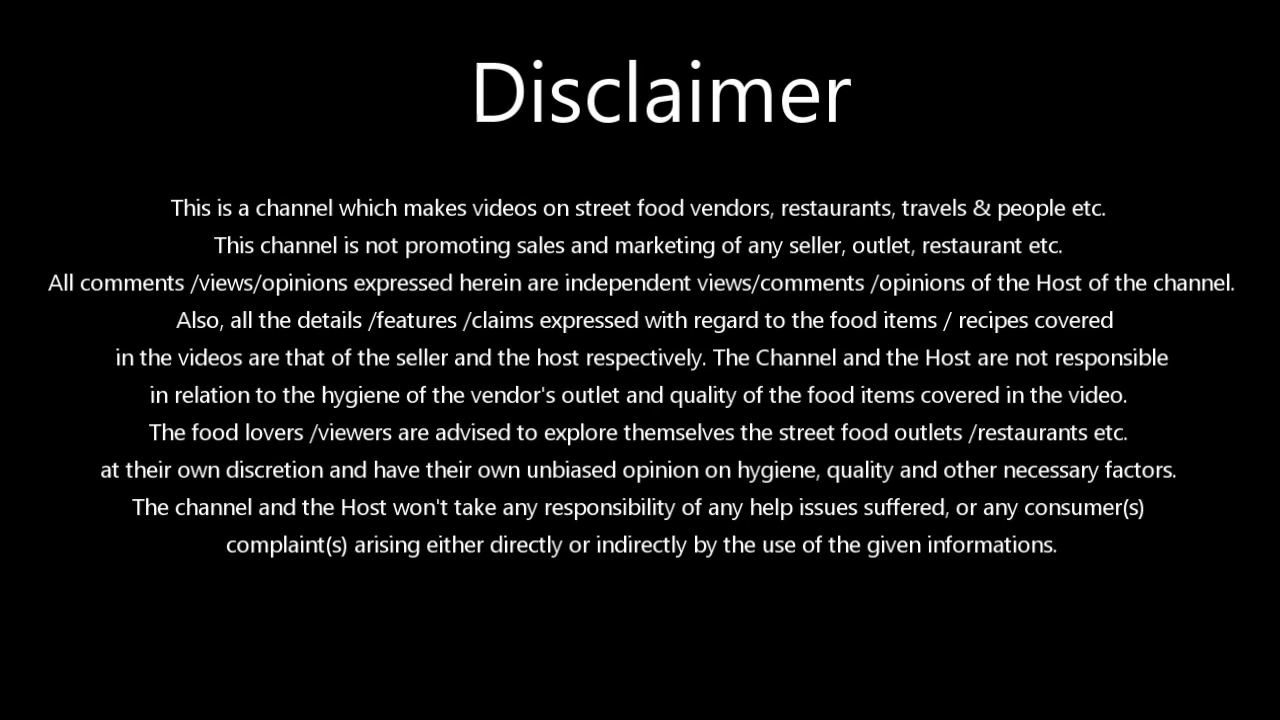 Disclaimer
This is a channel which makes videos on street food vendors, restaurants, travels & people etc.
This channel is not promoting sales and marketing of any seller, outlet, restaurant etc.
All comments /views/opinions expressed herein are independent views/comments /opinions of the Host of the channel.
Also, all the details /features /claims expressed with regard to the food items / recipes covered
in the videos are that of the seller and the host respectively. The Channel and the Host are not responsible
in relation to the hygiene of the vendor's outlet and quality of the food items covered in the video.
The food lovers /viewers are advised to explore themselves the street food outlets /restaurants etc.
at their own discretion and have their own unbiased opinion on hygiene, quality and other necessary factors.
The channel and the Host won't take any responsibility of any help issues suffered, or any consumer(s)
complaint(s) arising either directly or indirectly by the use of the given informations.